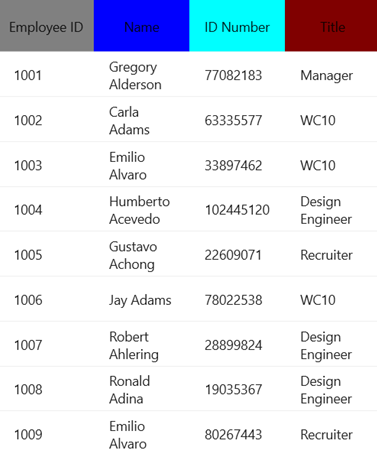 Employee ID Name ID Number Title
1001 Gregory Alderson 77082183 Manager
1002 Carla Adams 63335577 WC10
1003 Emilio Alvaro 33897462 WC10
1004 Humberto Acevedo 102445120 Design Engineer
1005 Gustavo Achong 22609071 Recruiter
1006 Jay Adams 78022538 WC10
1007 Robert Ahlering 28899824 Design Engineer
1008 Ronald Adina 19035367 Design Engineer
1009 Emilio Alvaro 80267443 Recruiter